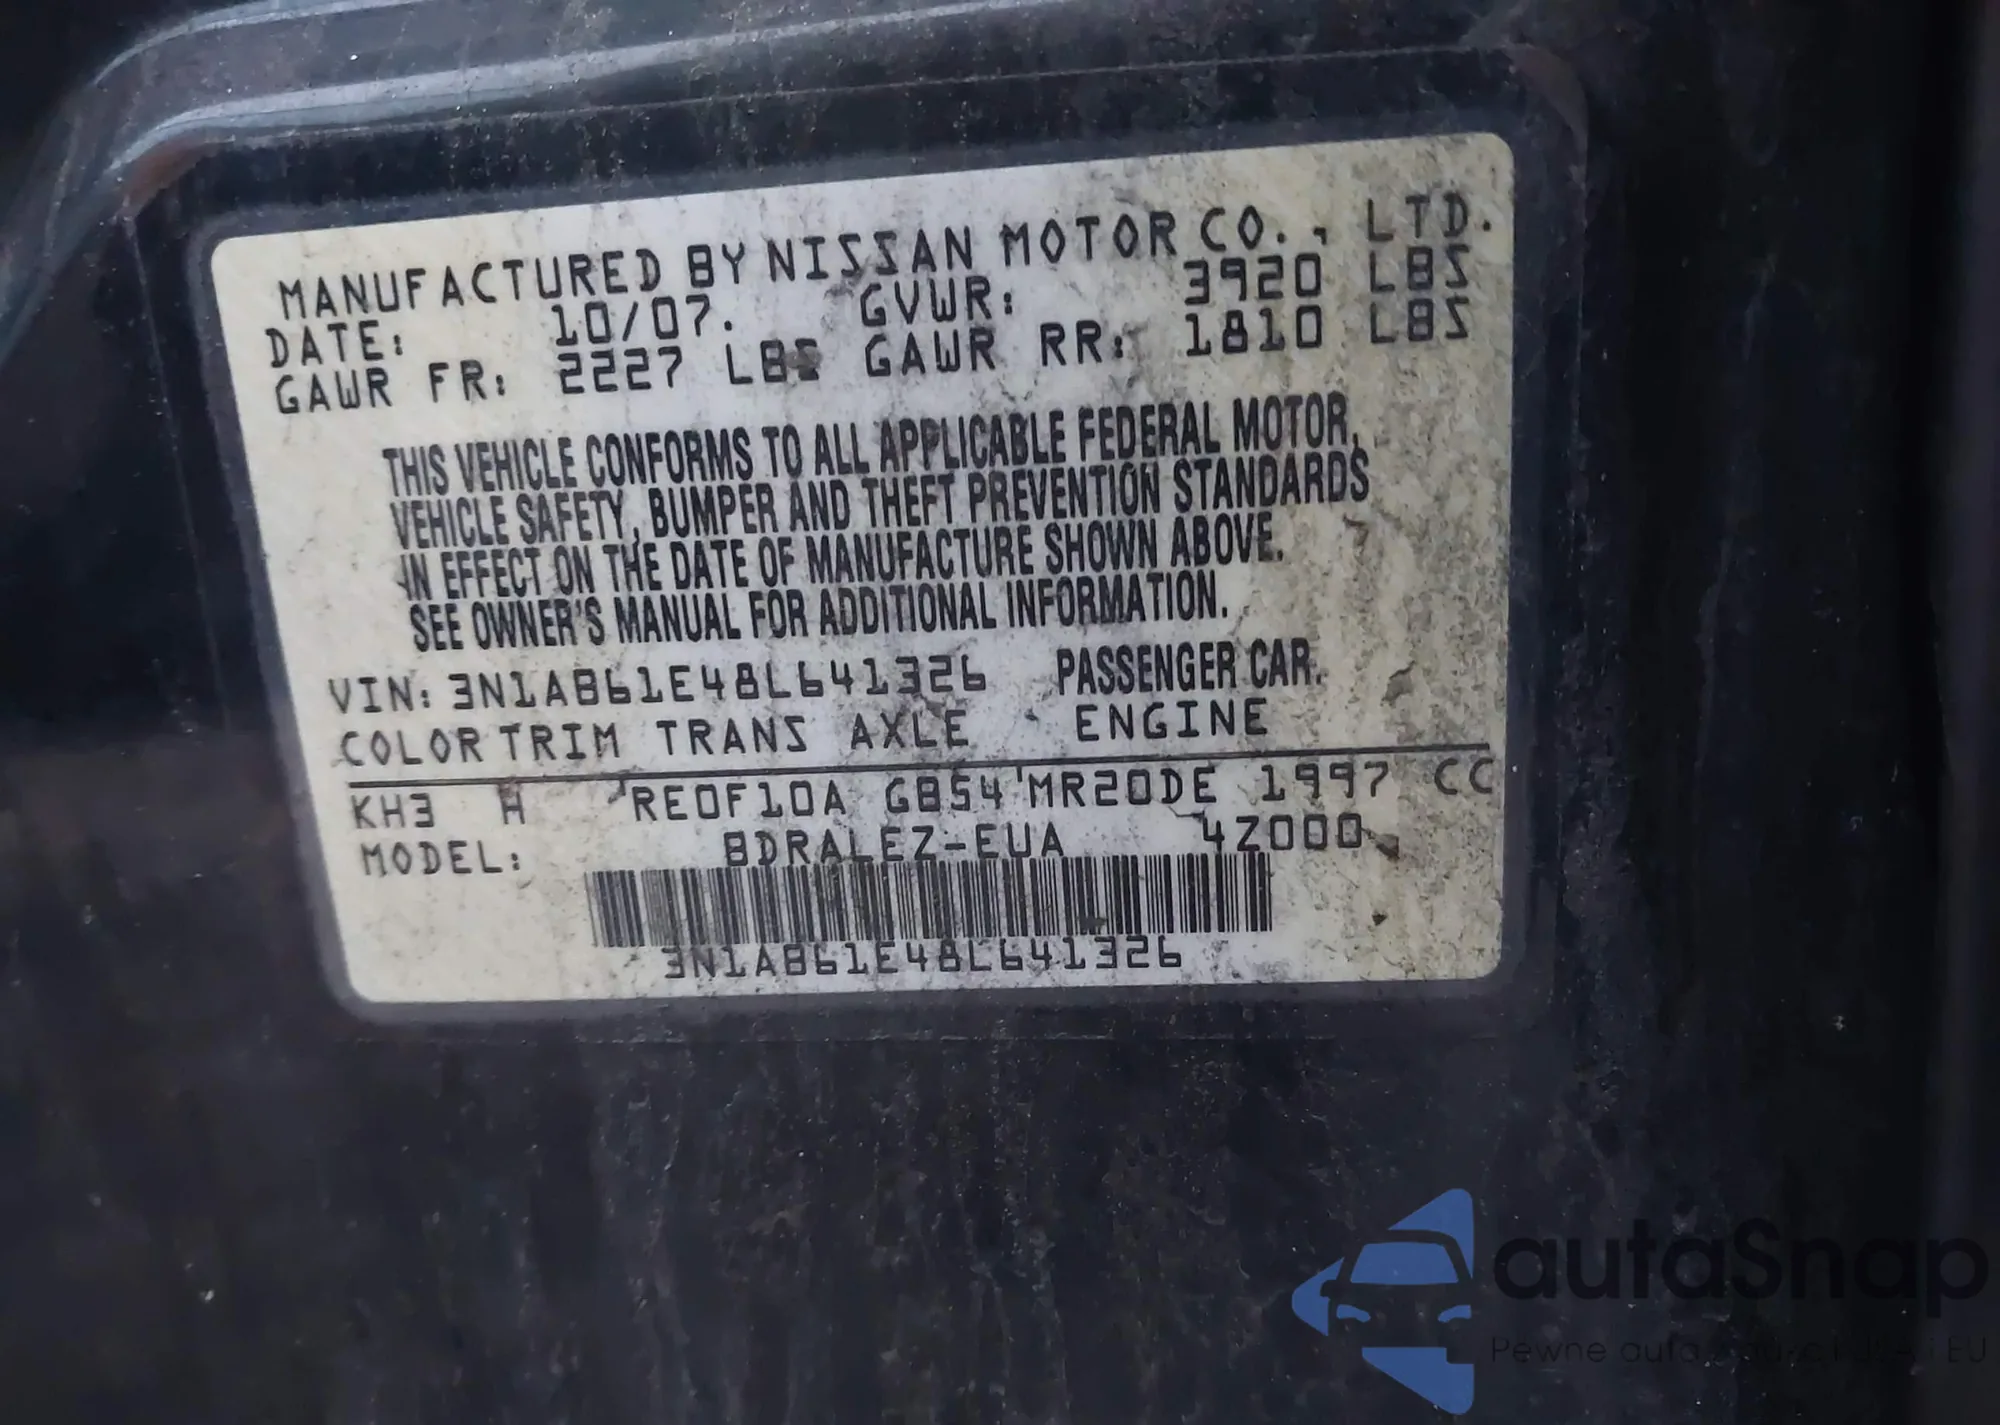 MANUFACTURED BY NISSAN MOTOR CO., LTD.
DATE: 10/07. GVWR: 3920 LBS
GAWR FR: 2227 LBS GAWR RR: 1810 LBS
THIS VEHICLE CONFORMS TO ALL APPLICABLE FEDERAL MOTOR
VEHICLE SAFETY, BUMPER AND THEFT PREVENTION STANDARDS
IN EFFECT ON THE DATE OF MANUFACTURE SHOWN ABOVE.
SEE OWNER'S MANUAL FOR ADDITIONAL INFORMATION.
VIN: 3N1AB61E48L641326 PASSENGER CAR.
COLOR TRIM TRANS AXLE ENGINE
KH3 H RE0F10A GB54 MR20DE 1997 CC
MODEL: BDRALEZ-EUA 4Z000
3N1AB61E48L641326
autaSnap
Pewne auta EU